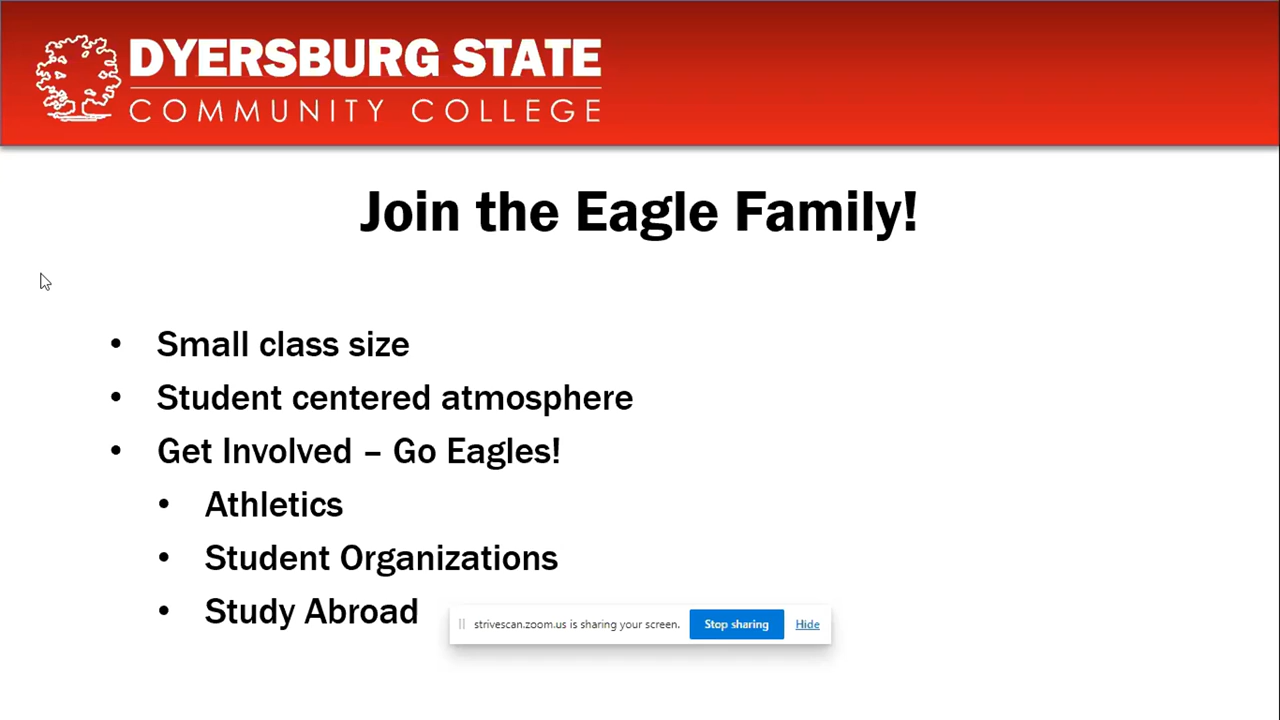 DYERSBURG STATE
COMMUNITY COLLEGE
Join the Eagle Family!
• Small class size
• Student centered atmosphere
• Get Involved – Go Eagles!
• Athletics
• Student Organizations
• Study Abroad
strivescan.zoom.us is sharing your screen. Stop sharing Hide